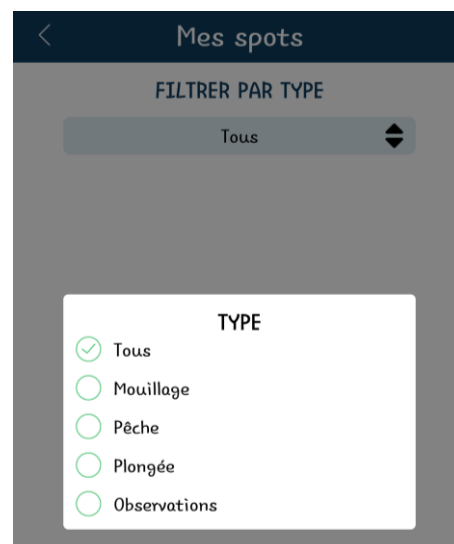 Mes spots
FILTRER PAR TYPE
Tous
TYPE
Tous
Mouillage
Pêche
Plongée
Observations